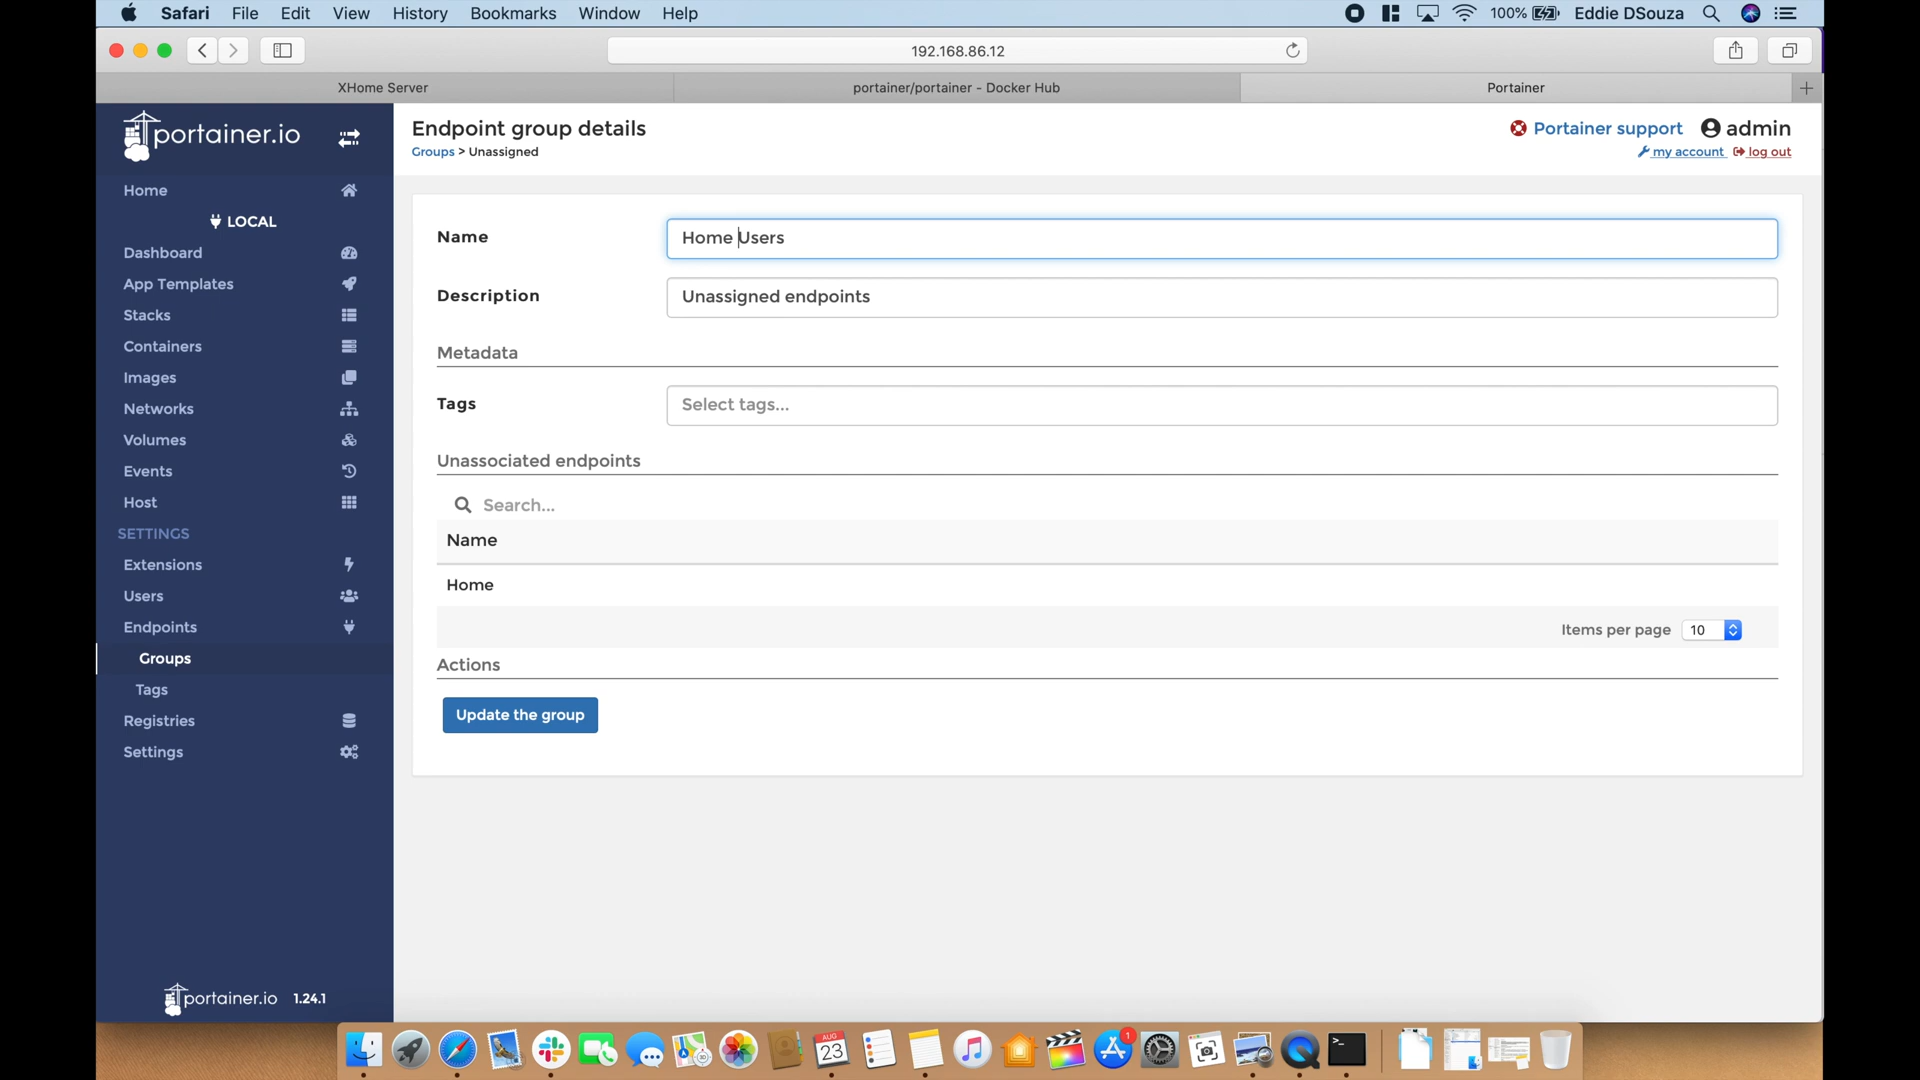 Safari File Edit View History Bookmarks Window Help 100% Eddie DSouza
192.168.86.12
XHome Server portainer/portainer - Docker Hub Portainer
portainer.io
Endpoint group details
Groups > Unassigned
Portainer support admin
my account log out
Home
LOCAL
Dashboard
App Templates
Stacks
Containers
Images
Networks
Volumes
Events
Host
SETTINGS
Extensions
Users
Endpoints
Groups
Tags
Registries
Settings
portainer.io 1.24.1
Name Home Users
Description Unassigned endpoints
Metadata
Tags Select tags...
Unassociated endpoints
Search...
Name
Home
Items per page 10
Actions
Update the group
AUG
23
1